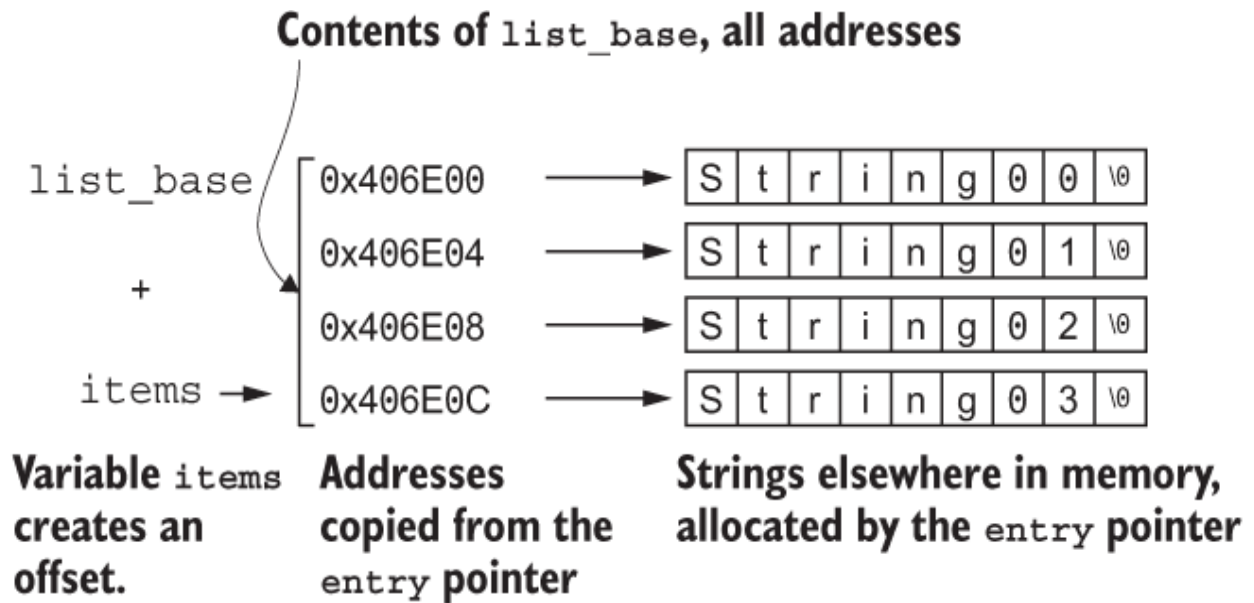 Contents of list_base, all addresses
list_base 0x406E00 S t r i n g 0 0 \0
0x406E04 S t r i n g 0 1 \0
+
0x406E08 S t r i n g 0 2 \0
items 0x406E0C S t r i n g 0 3 \0
Variable items
creates an
offset.
Addresses
copied from the
entry pointer
Strings elsewhere in memory,
allocated by the entry pointer